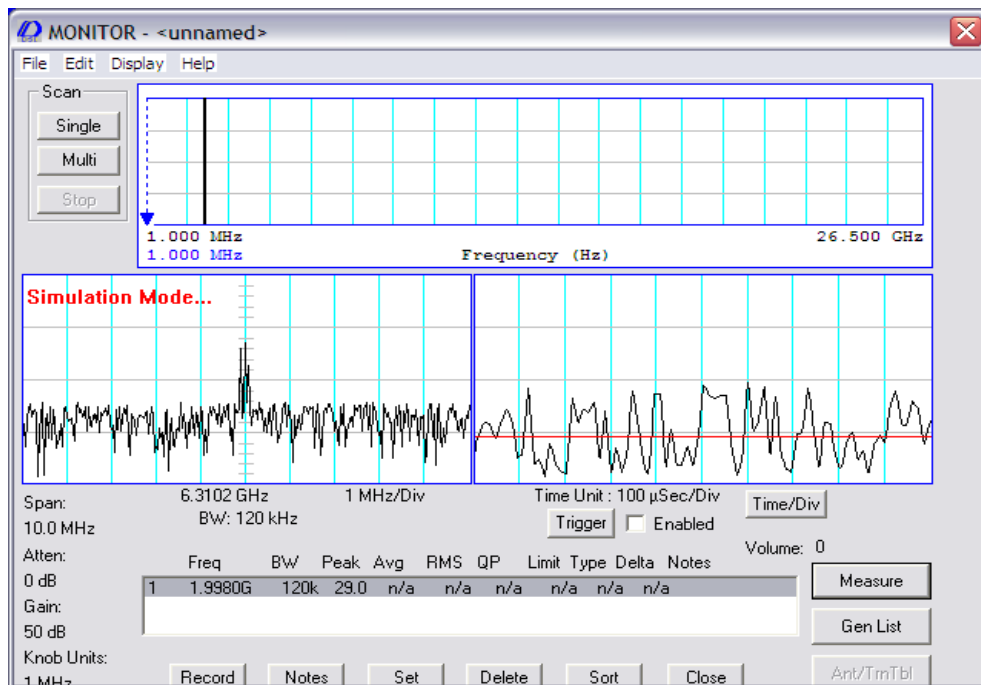 MONITOR - <unnamed>
File Edit Display Help
Scan
Single
Multi
Stop
1.000 MHz 26.500 GHz
1.000 MHz Frequency (Hz)
Simulation Mode...
Span: 6.3102 GHz 1 MHz/Div Time Unit : 100 µSec/Div Time/Div
10.0 MHz BW: 120 kHz Trigger Enabled
Atten: Volume: 0
Freq BW Peak Avg RMS QP Limit Type Delta Notes
0 dB 1 1.9980G 120k 29.0 n/a n/a n/a n/a n/a n/a Measure
Gain:
50 dB Gen List
Knob Units:
1 MHz Record Notes Set Delete Sort Close Ant/TrnTbl